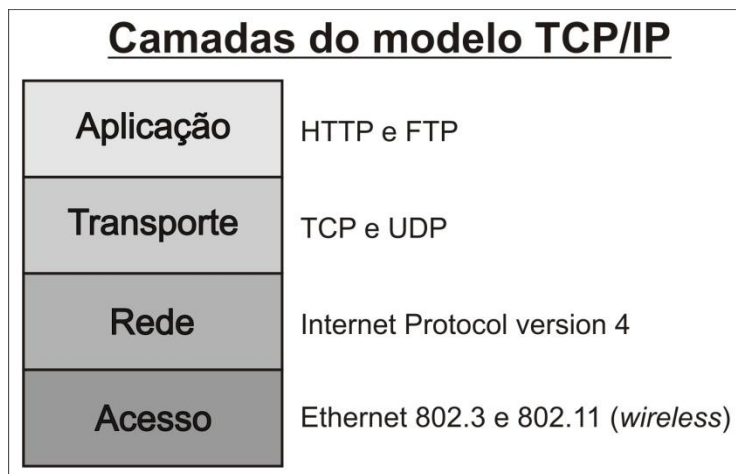 Camadas do modelo TCP/IP
Aplicação HTTP e FTP
Transporte TCP e UDP
Rede Internet Protocol version 4
Acesso Ethernet 802.3 e 802.11 (wireless)